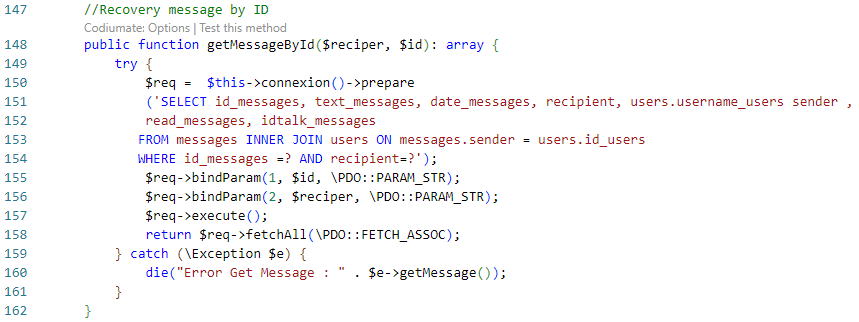 147 //Recovery message by ID
Codiumate: Options | Test this method
148 public function getMessageById($reciper, $id): array {
149 try {
150 $req =  $this->connexion()->prepare
151 ('SELECT id_messages, text_messages, date_messages, recipient, users.username_users sender ,
152 read_messages, idtalk_messages
153 FROM messages INNER JOIN users ON messages.sender = users.id_users
154 WHERE id_messages =? AND recipient=?');
155 $req->bindParam(1, $id, \PDO::PARAM_STR);
156 $req->bindParam(2, $reciper, \PDO::PARAM_STR);
157 $req->execute();
158 return $req->fetchAll(\PDO::FETCH_ASSOC);
159 } catch (\Exception $e) {
160 die("Error Get Message : " . $e->getMessage());
161 }
162 }